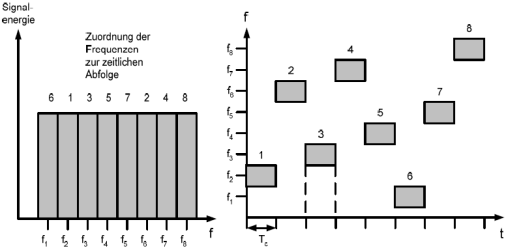 Signal-
energie
Zuordnung der
Frequenzen
zur zeitlichen
Abfolge
6 1 3 5 7 2 4 8
f1 f2 f3 f4 f5 f6 f7 f8
f
f
f8
f7
f6
f5
f4
f3
f2
f1
8
4
2
7
5
3
1
6
Tc
t